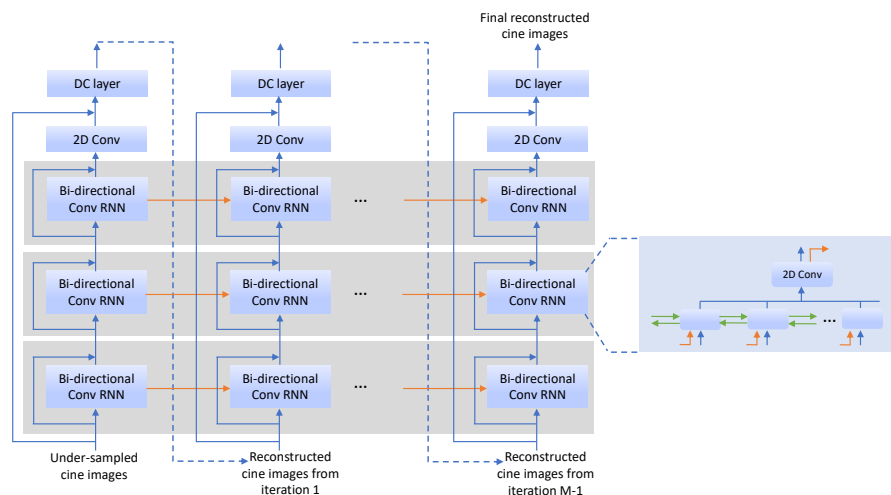 Final reconstructed
cine images
DC layer
DC layer
DC layer
2D Conv
2D Conv
2D Conv
Bi-directional
Conv RNN
Bi-directional
Conv RNN
...
Bi-directional
Conv RNN
Bi-directional
Conv RNN
Bi-directional
Conv RNN
...
Bi-directional
Conv RNN
2D Conv
...
Bi-directional
Conv RNN
Bi-directional
Conv RNN
...
Bi-directional
Conv RNN
Under-sampled
cine images
Reconstructed
cine images from
iteration 1
Reconstructed
cine images from
iteration M-1